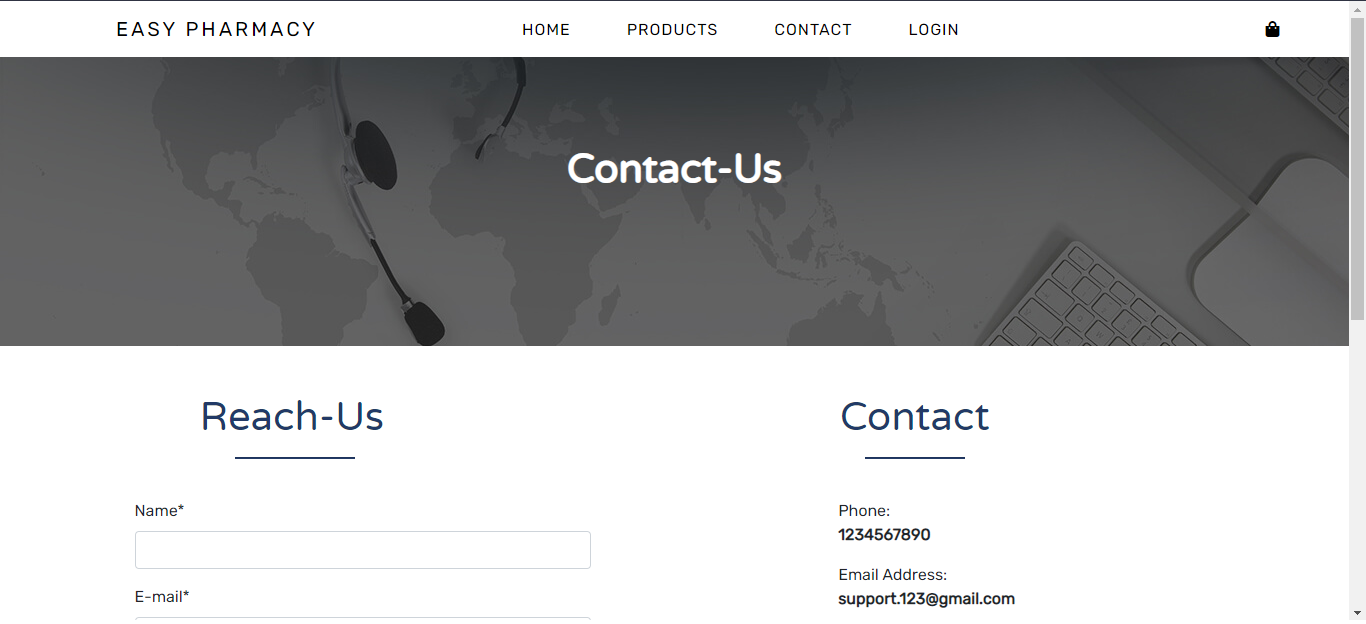 EASY PHARMACY
HOME PRODUCTS CONTACT LOGIN
Contact-Us
Reach-Us
Name*
E-mail*
Contact
Phone:
1234567890
Email Address:
support.123@gmail.com